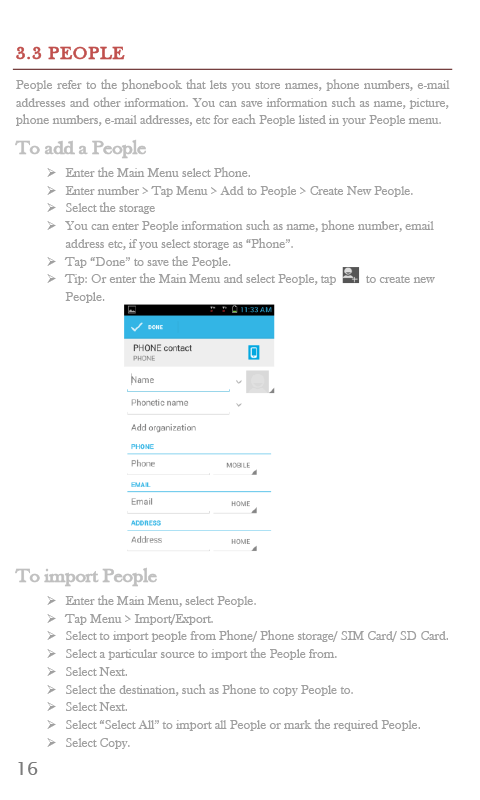 3.3 PEOPLE
People refer to the phonebook that lets you store names, phone numbers, e-mail
addresses and other information. You can save information such as name, picture,
phone numbers, e-mail addresses, etc for each People listed in your People menu.
To add a People
➢ Enter the Main Menu select Phone.
➢ Enter number > Tap Menu > Add to People > Create New People.
➢ Select the storage
➢ You can enter People information such as name, phone number, email
address etc, if you select storage as “Phone”.
➢ Tap “Done” to save the People.
➢ Tip: Or enter the Main Menu and select People, tap to create new
People.
11:33 AM
DONE
PHONE contact
PHONE
Name
Phonetic name
Add organization
PHONE
Phone MOBILE
EMAIL
Email HOME
ADDRESS
Address HOME
To import People
➢ Enter the Main Menu, select People.
➢ Tap Menu > Import/Export.
➢ Select to import people from Phone/ Phone storage/ SIM Card/ SD Card.
➢ Select a particular source to import the People from.
➢ Select Next.
➢ Select the destination, such as Phone to copy People to.
➢ Select Next.
➢ Select “Select All” to import all People or mark the required People.
➢ Select Copy.
16